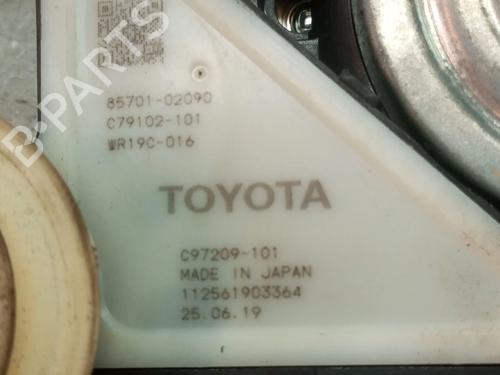 B-PARTS
85701-02090
C79102-101
WR19C-016
TOYOTA
C97209-101
MADE IN JAPAN
112561903364
25.06.19